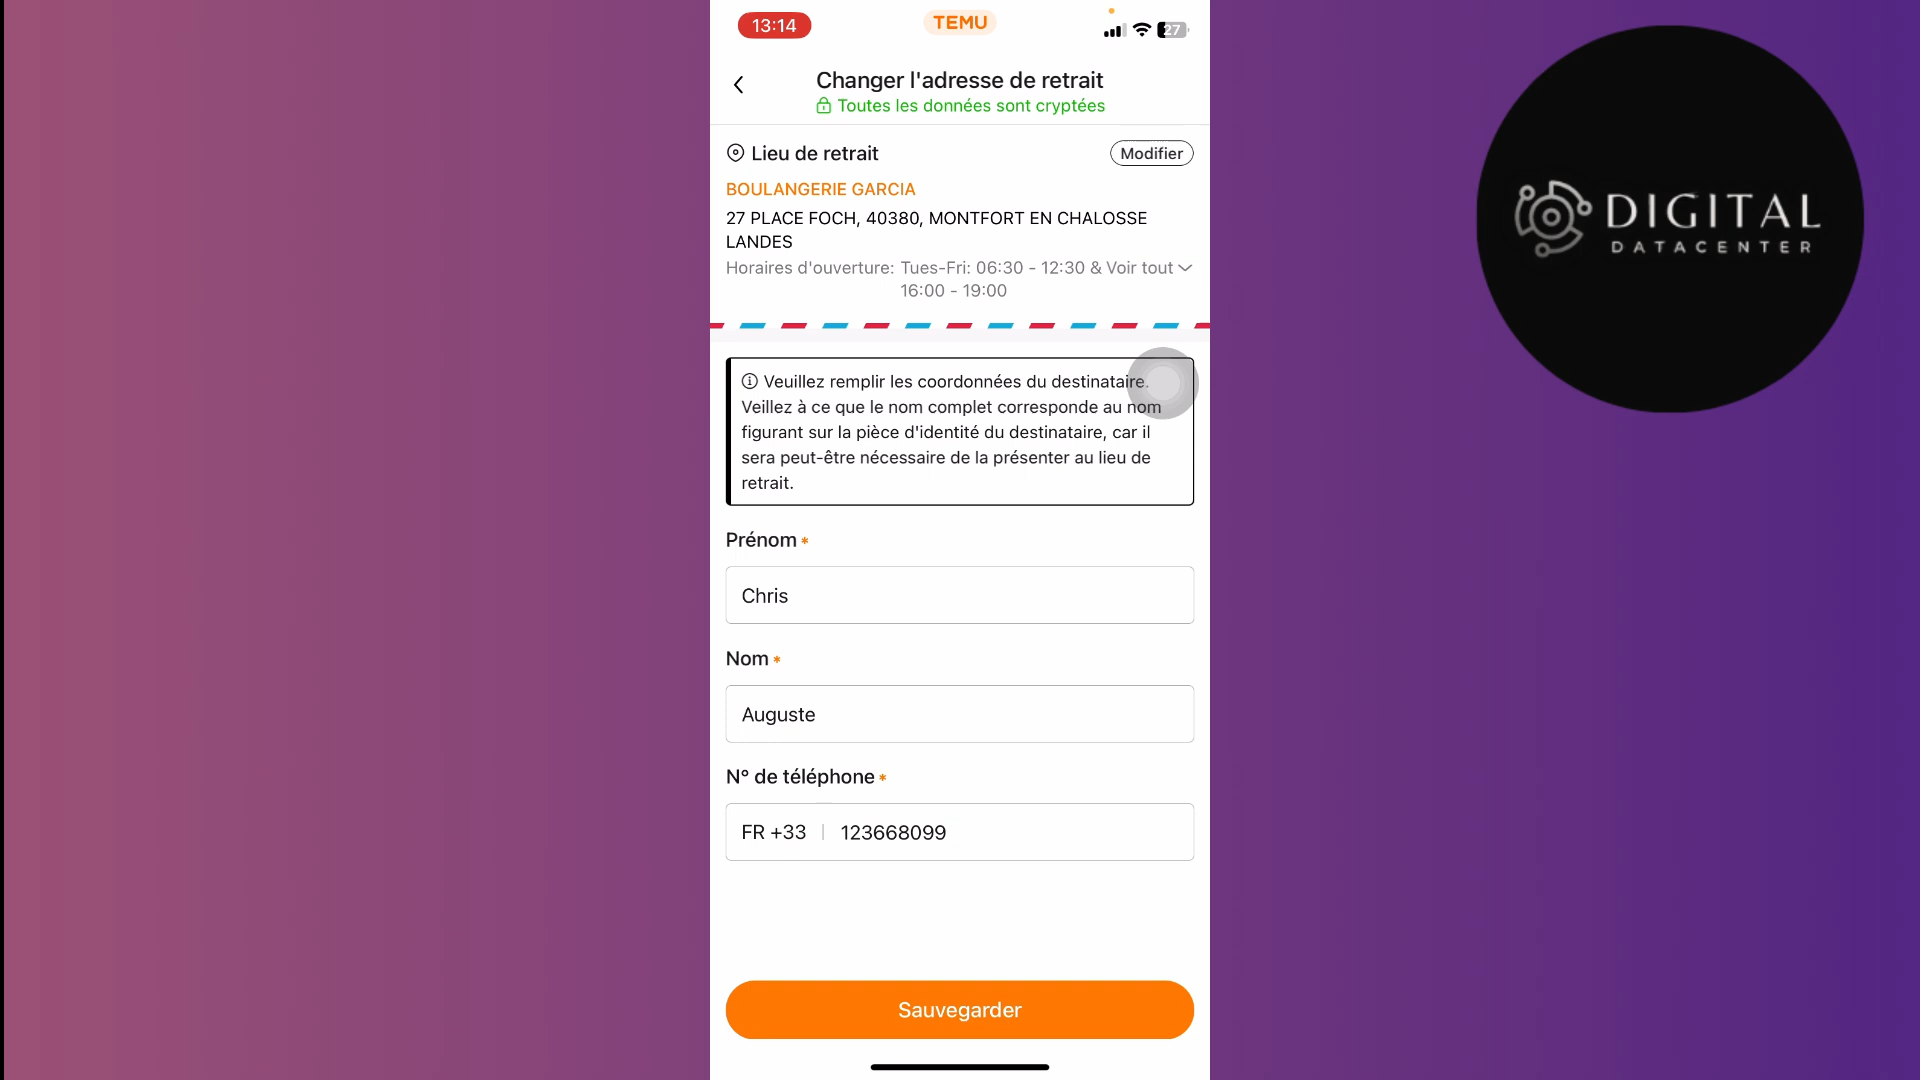 13:14
TEMU
27
Changer l'adresse de retrait
Toutes les données sont cryptées
Lieu de retrait
Modifier
BOULANGERIE GARCIA
27 PLACE FOCH, 40380, MONTFORT EN CHALOSSE
LANDES
Horaires d'ouverture: Tues-Fri: 06:30 - 12:30 & Voir tout
16:00 - 19:00
Veuillez remplir les coordonnées du destinataire.
Veillez à ce que le nom complet corresponde au nom
figurant sur la pièce d'identité du destinataire, car il
sera peut-être nécessaire de la présenter au lieu de
retrait.
Prénom *
Chris
Nom *
Auguste
N° de téléphone *
FR +33 | 123668099
Sauvegarder
DIGITAL
DATACENTER